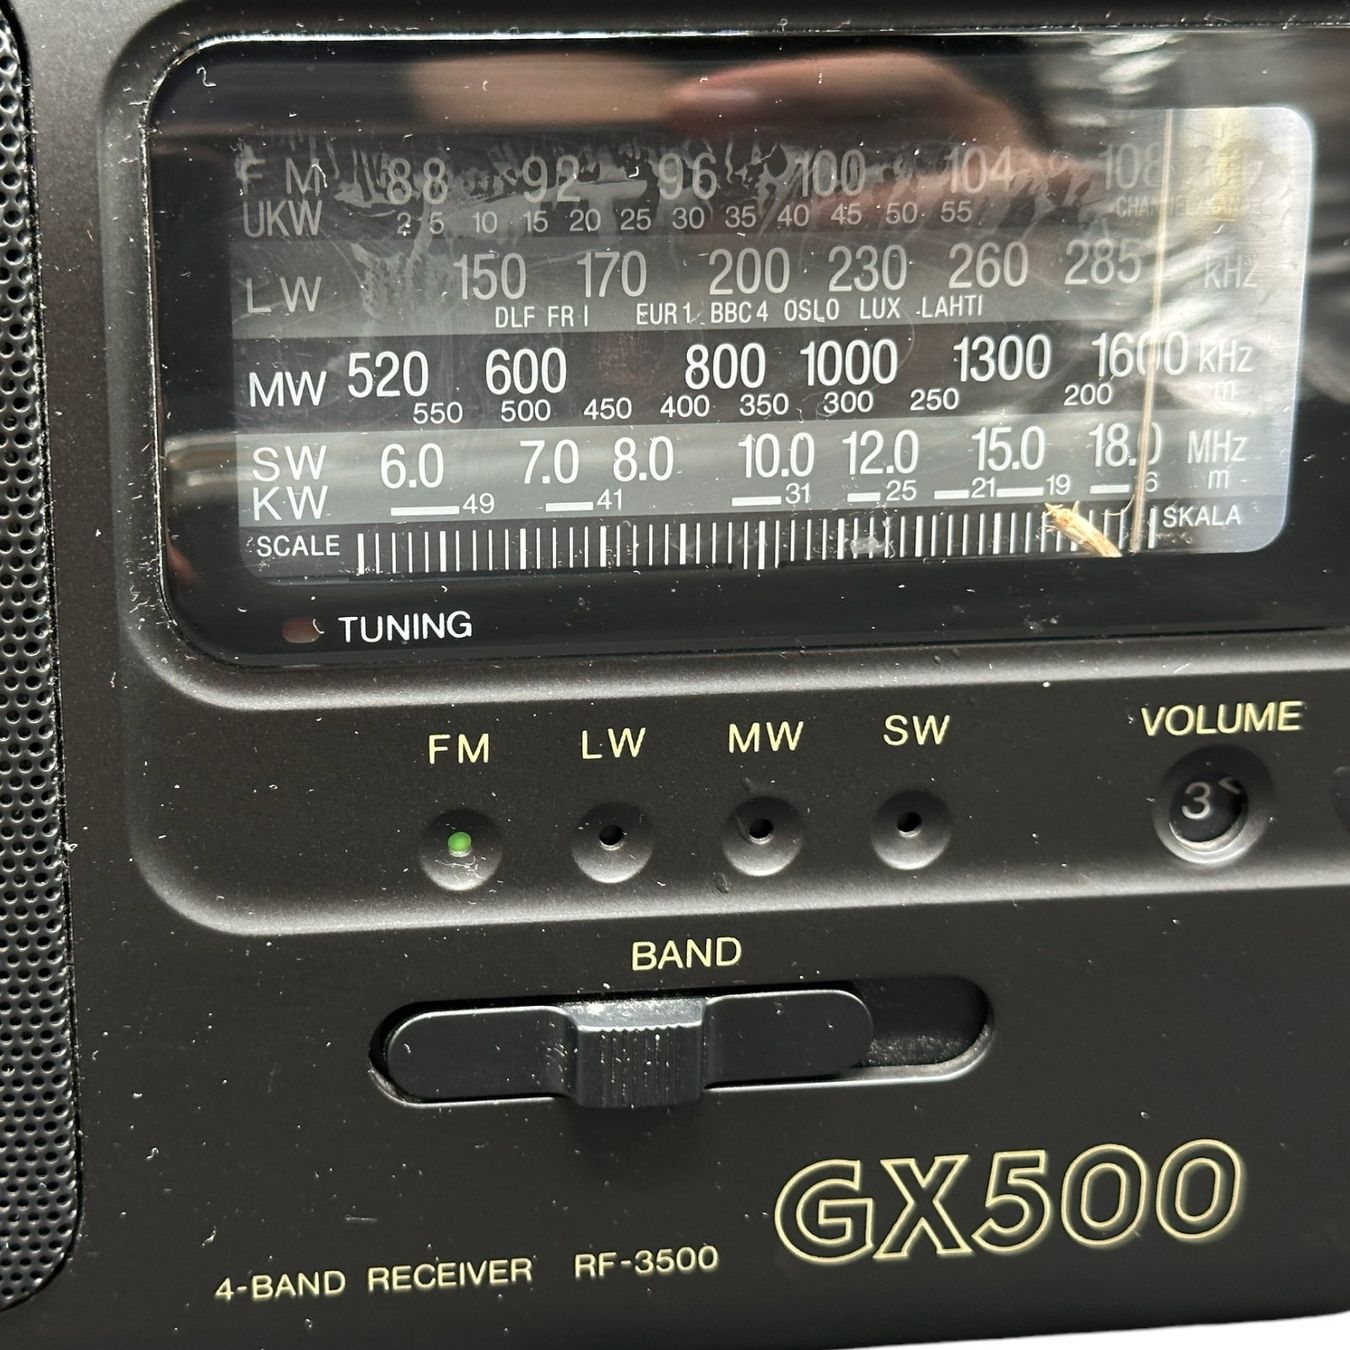 FM 88 92 96 100 104 108 MHz
UKW 2 5 10 15 20 25 30 35 40 45 50 55 CHANNEL/KANAL
LW 150 170 200 230 260 285 kHz
DLF FR I EUR 1 BBC 4 OSLO LUX LAHTI
MW 520 600 800 1000 1300 1600 kHz
550 500 450 400 350 300 250 200 m
SW 6.0 7.0 8.0 10.0 12.0 15.0 18.0 MHz
KW 49 41 31 25 21 19 m
SCALE SKALA
TUNING
FM LW MW SW VOLUME
3
BAND
GX500
4-BAND RECEIVER RF-3500